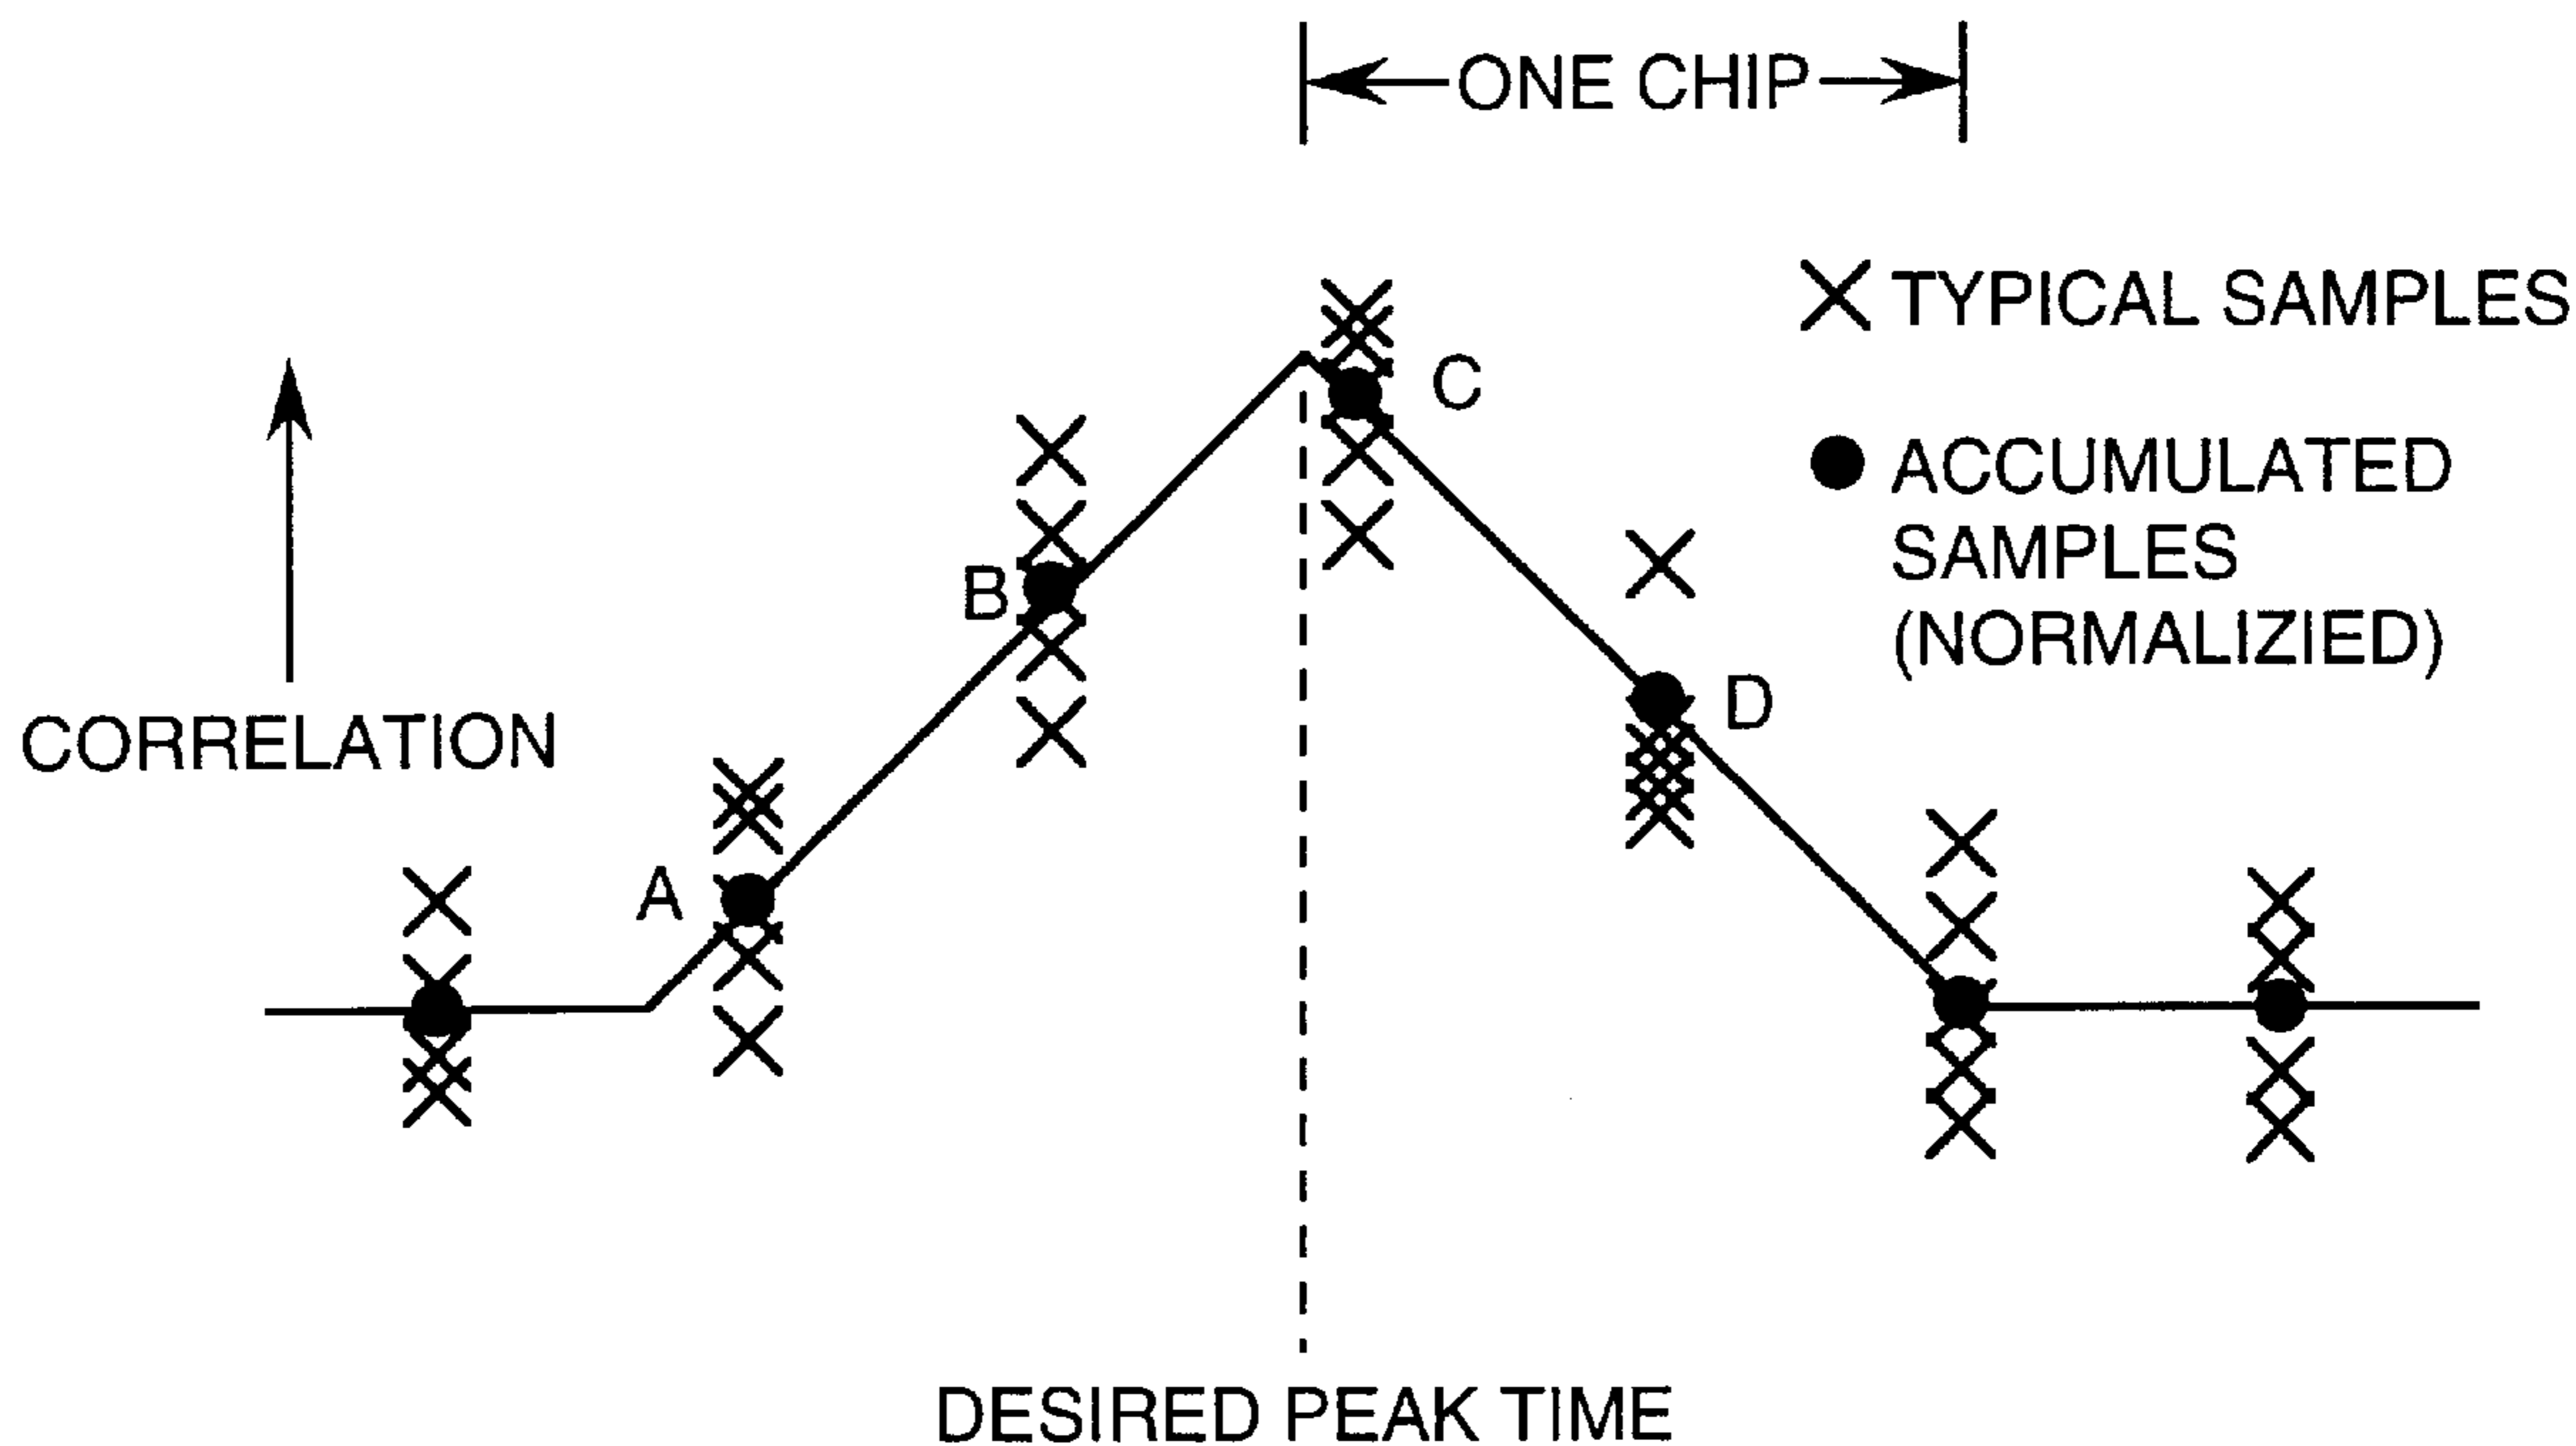 ONE CHIP
TYPICAL SAMPLES
ACCUMULATED
SAMPLES
(NORMALIZIED)
C
B
D
A
CORRELATION
DESIRED PEAK TIME